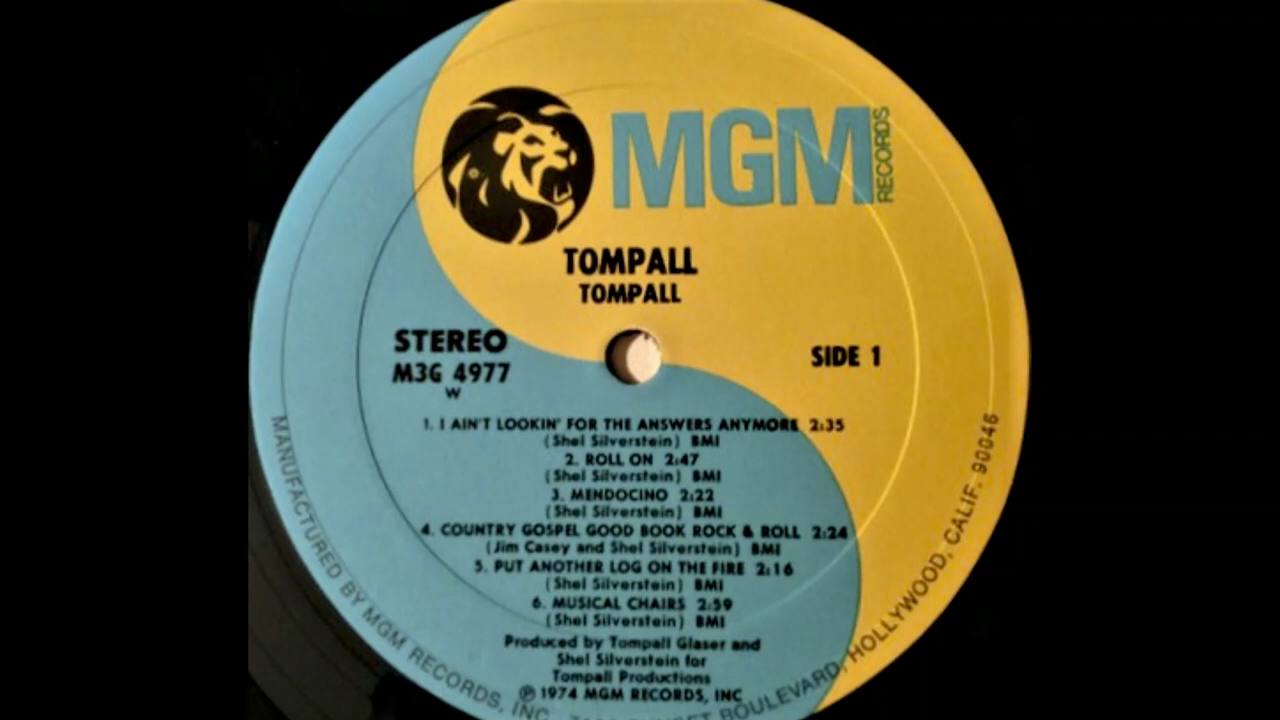 MGM
RECORDS
TOMPALL
TOMPALL
STEREO
M3G 4977
W
SIDE 1
1. I AIN'T LOOKIN' FOR THE ANSWERS ANYMORE 2:35
(Shel Silverstein) BMI
2. ROLL ON 2:47
(Shel Silverstein) BMI
3. MENDOCINO 2:22
(Shel Silverstein) BMI
4. COUNTRY GOSPEL GOOD BOOK ROCK & ROLL 2:24
(Jim Casey and Shel Silverstein) BMI
5. PUT ANOTHER LOG ON THE FIRE 2:16
(Shel Silverstein) BMI
6. MUSICAL CHAIRS 2:59
(Shel Silverstein) BMI
Produced by Tompall Glaser and
Shel Silverstein for
Tompall Productions
℗ 1974 MGM RECORDS, INC
MANUFACTURED BY MGM RECORDS, INC. BOULEVARD, HOLLYWOOD, CALIF. 90046